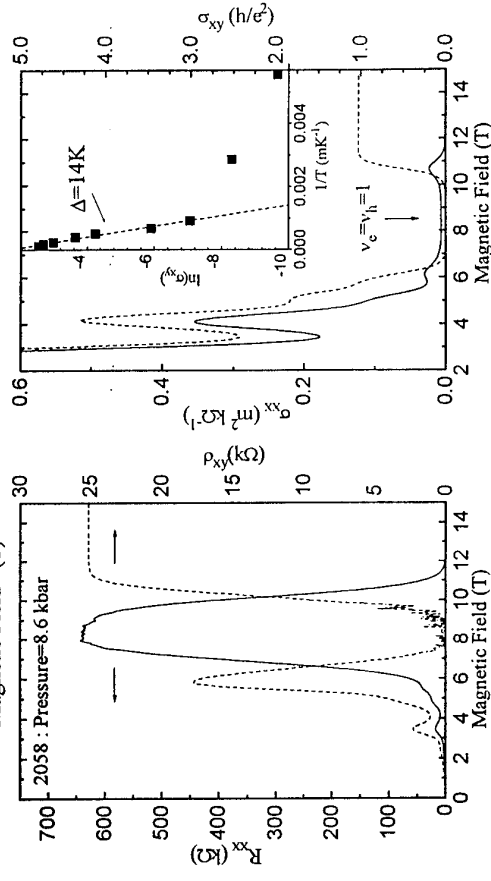 2058 : Pressure=8.6 kbar
700
600
500
400
300
200
100
0
R_xx (kΩ)
30
25
20
15
10
5
0
ρ_xy (kΩ)
0 2 4 6 8 10 12 14
Magnetic Field (T)
0.6
0.4
0.2
0.0
σ_xx (m² kΩ⁻¹)
5.0
4.0
3.0
2.0
1.0
0.0
σ_xy (h/e²)
Δ=14K
-2
-4
-6
-8
-10
ln(σ_xy)
0.000 0.002 0.004
1/T (mK⁻¹)
ν_e=ν_h=1
2 4 6 8 10 12 14
Magnetic Field (T)